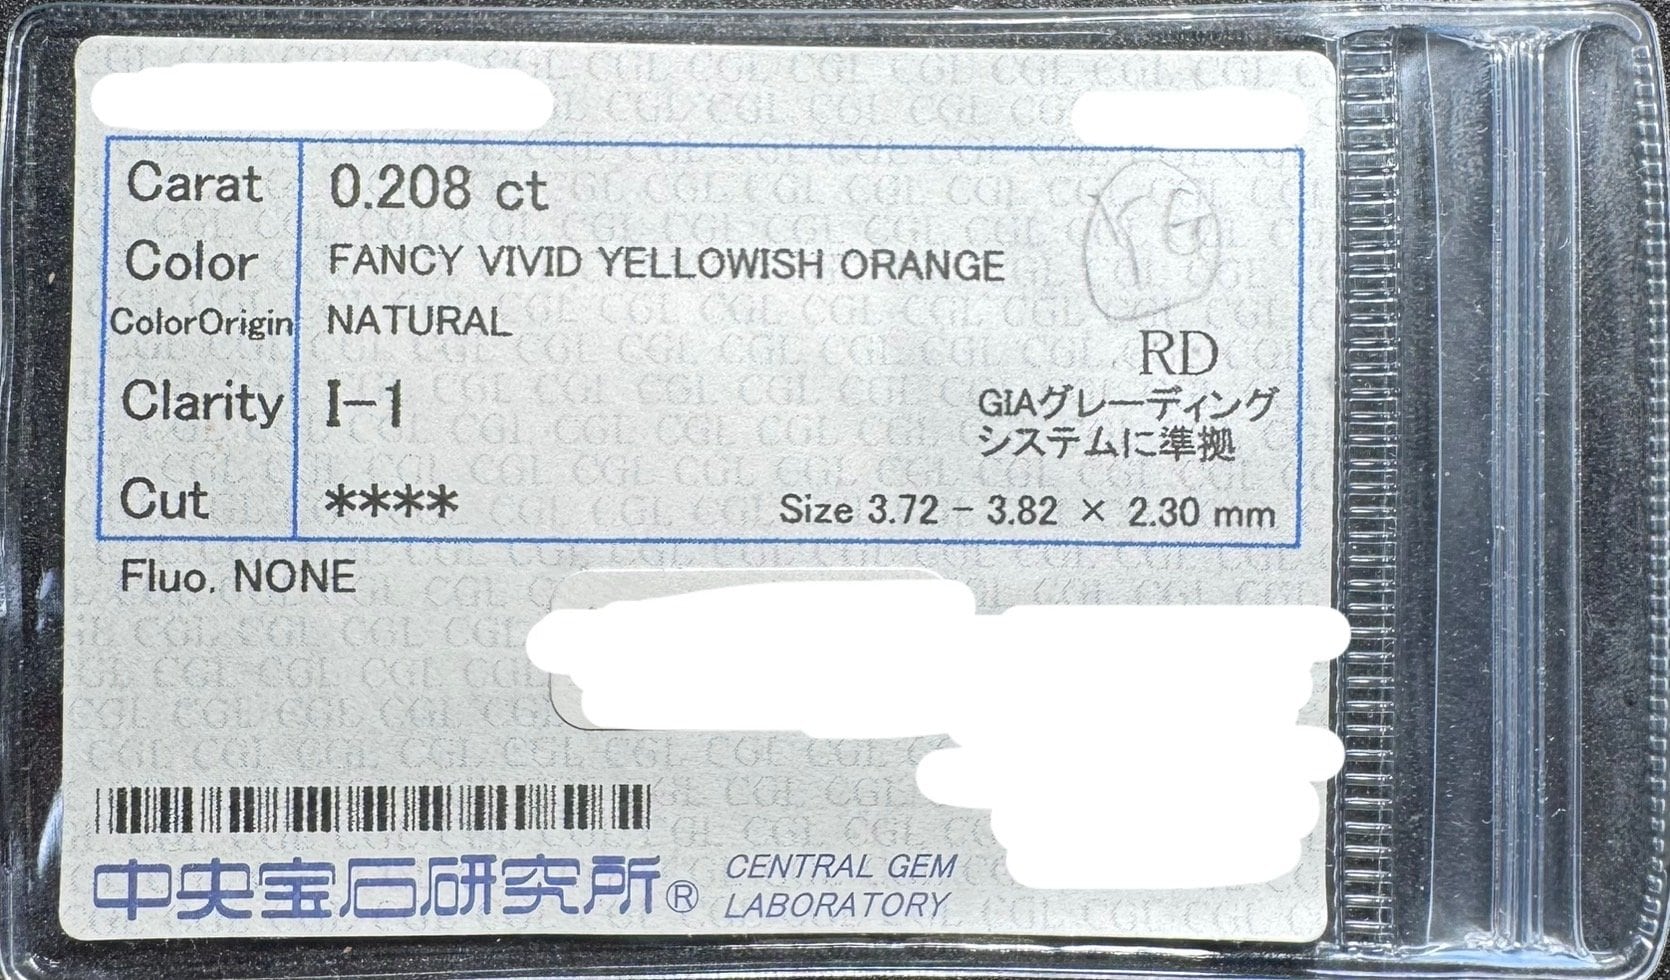 Carat 0.208 ct
Color FANCY VIVID YELLOWISH ORANGE
ColorOrigin NATURAL
RD
Clarity I-1
GIAグレーディング
システムに準拠
Cut ****
Size 3.72 - 3.82 × 2.30 mm
Fluo. NONE
中央宝石研究所®
CENTRAL GEM
LABORATORY